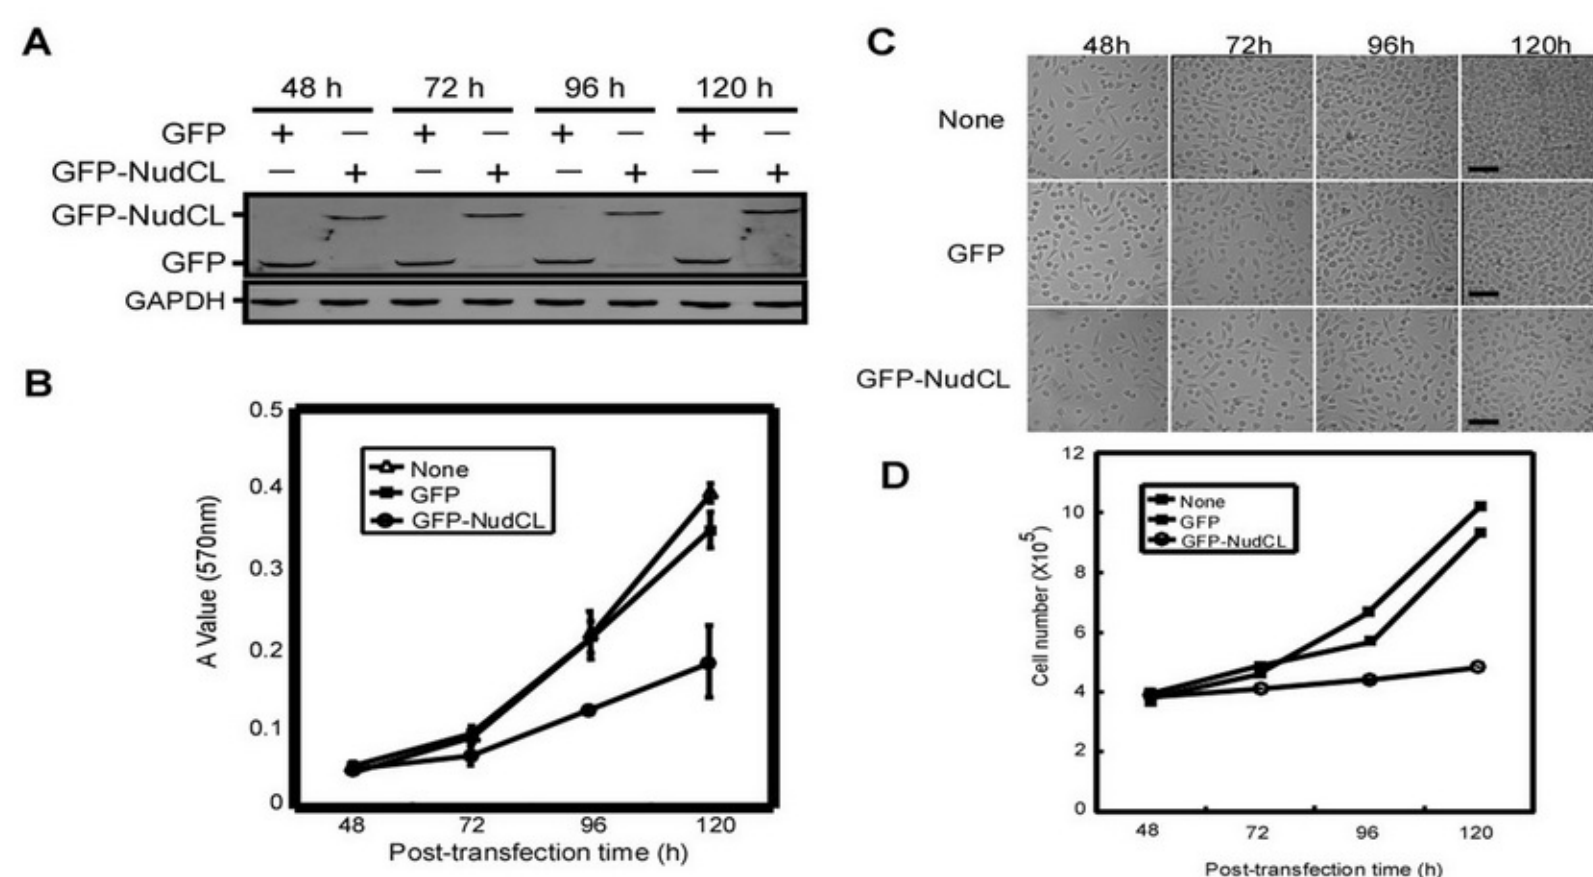 A
48 h 72 h 96 h 120 h
GFP + — + — + — + —
GFP-NudCL — + — + — + — +
GFP-NudCL
GFP
GAPDH
B
0.5
0.4
0.3
0.2
0.1
0
A Value (570nm)
None
GFP
GFP-NudCL
48 72 96 120
Post-transfection time (h)
C
48h 72h 96h 120h
None
GFP
GFP-NudCL
D
12
10
8
6
4
2
0
Cell number (X10⁵)
None
GFP
GFP-NudCL
48 72 96 120
Post-transfection time (h)